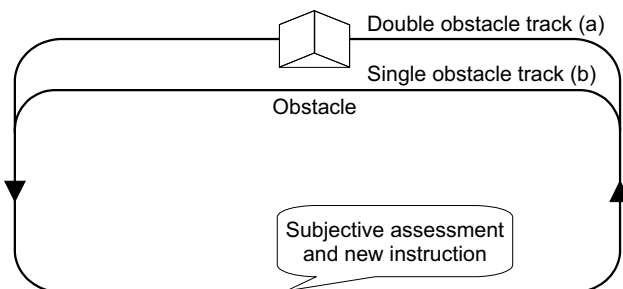 Double obstacle track (a)
Single obstacle track (b)
Obstacle
Subjective assessment
and new instruction